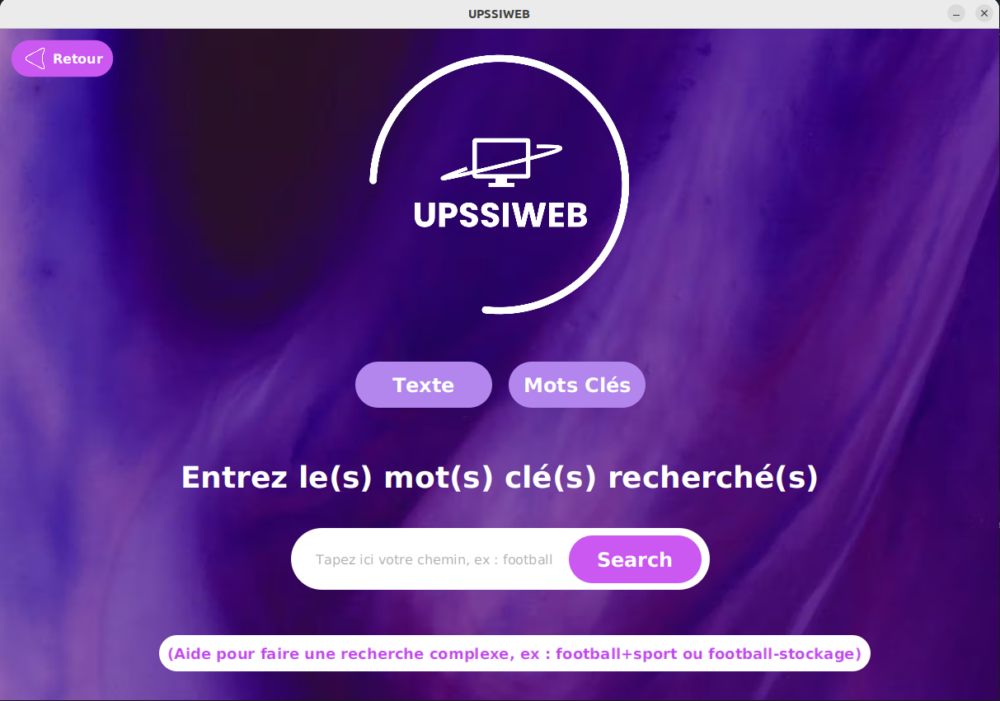 UPSSIWEB
Retour
UPSSIWEB
Texte
Mots Clés
Entrez le(s) mot(s) clé(s) recherché(s)
Tapez ici votre chemin, ex : football
Search
(Aide pour faire une recherche complexe, ex : football+sport ou football-stockage)